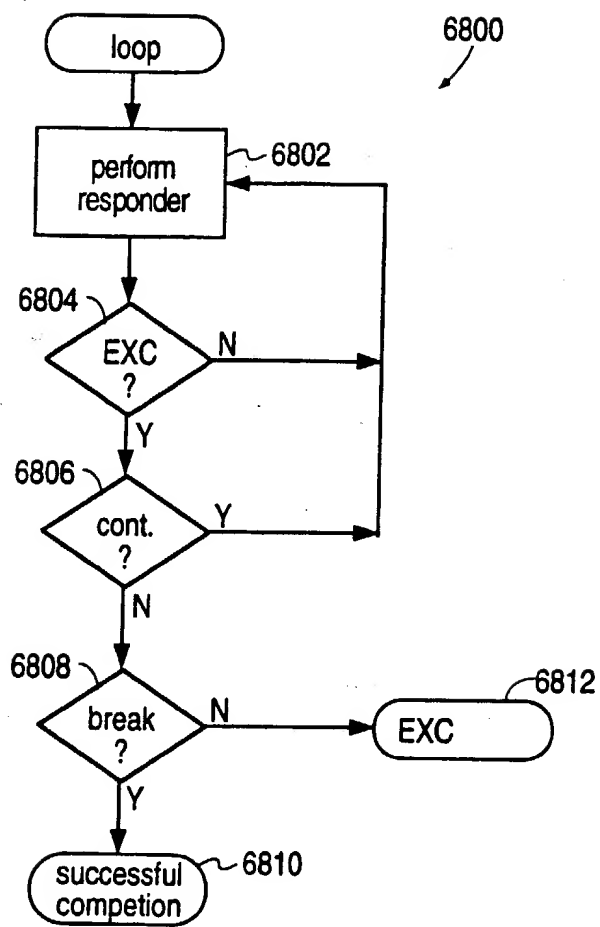 loop
6800
perform
responder
6802
6804
EXC
?
N
Y
6806
cont.
?
Y
N
6808
break
?
N
6812
EXC
Y
successful
competion
6810